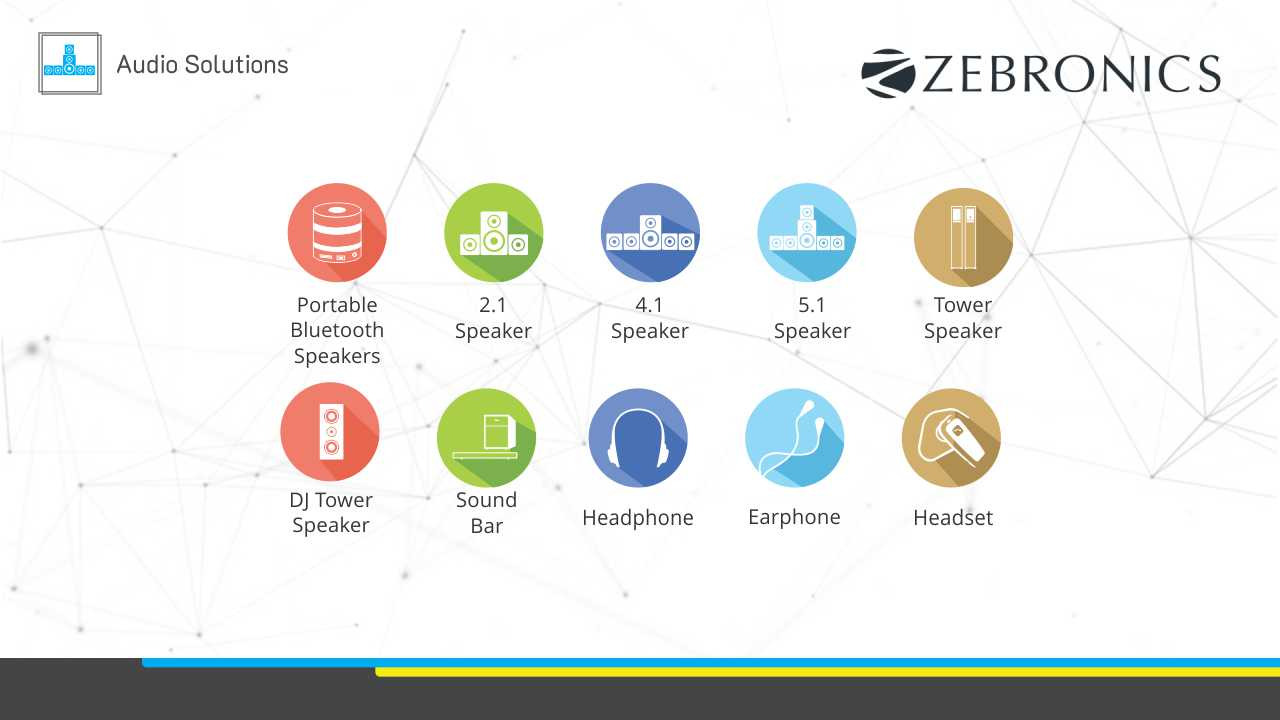 Audio Solutions
ZEBRONICS
Portable
Bluetooth
Speakers
2.1
Speaker
4.1
Speaker
5.1
Speaker
Tower
Speaker
DJ Tower
Speaker
Sound
Bar
Headphone
Earphone
Headset